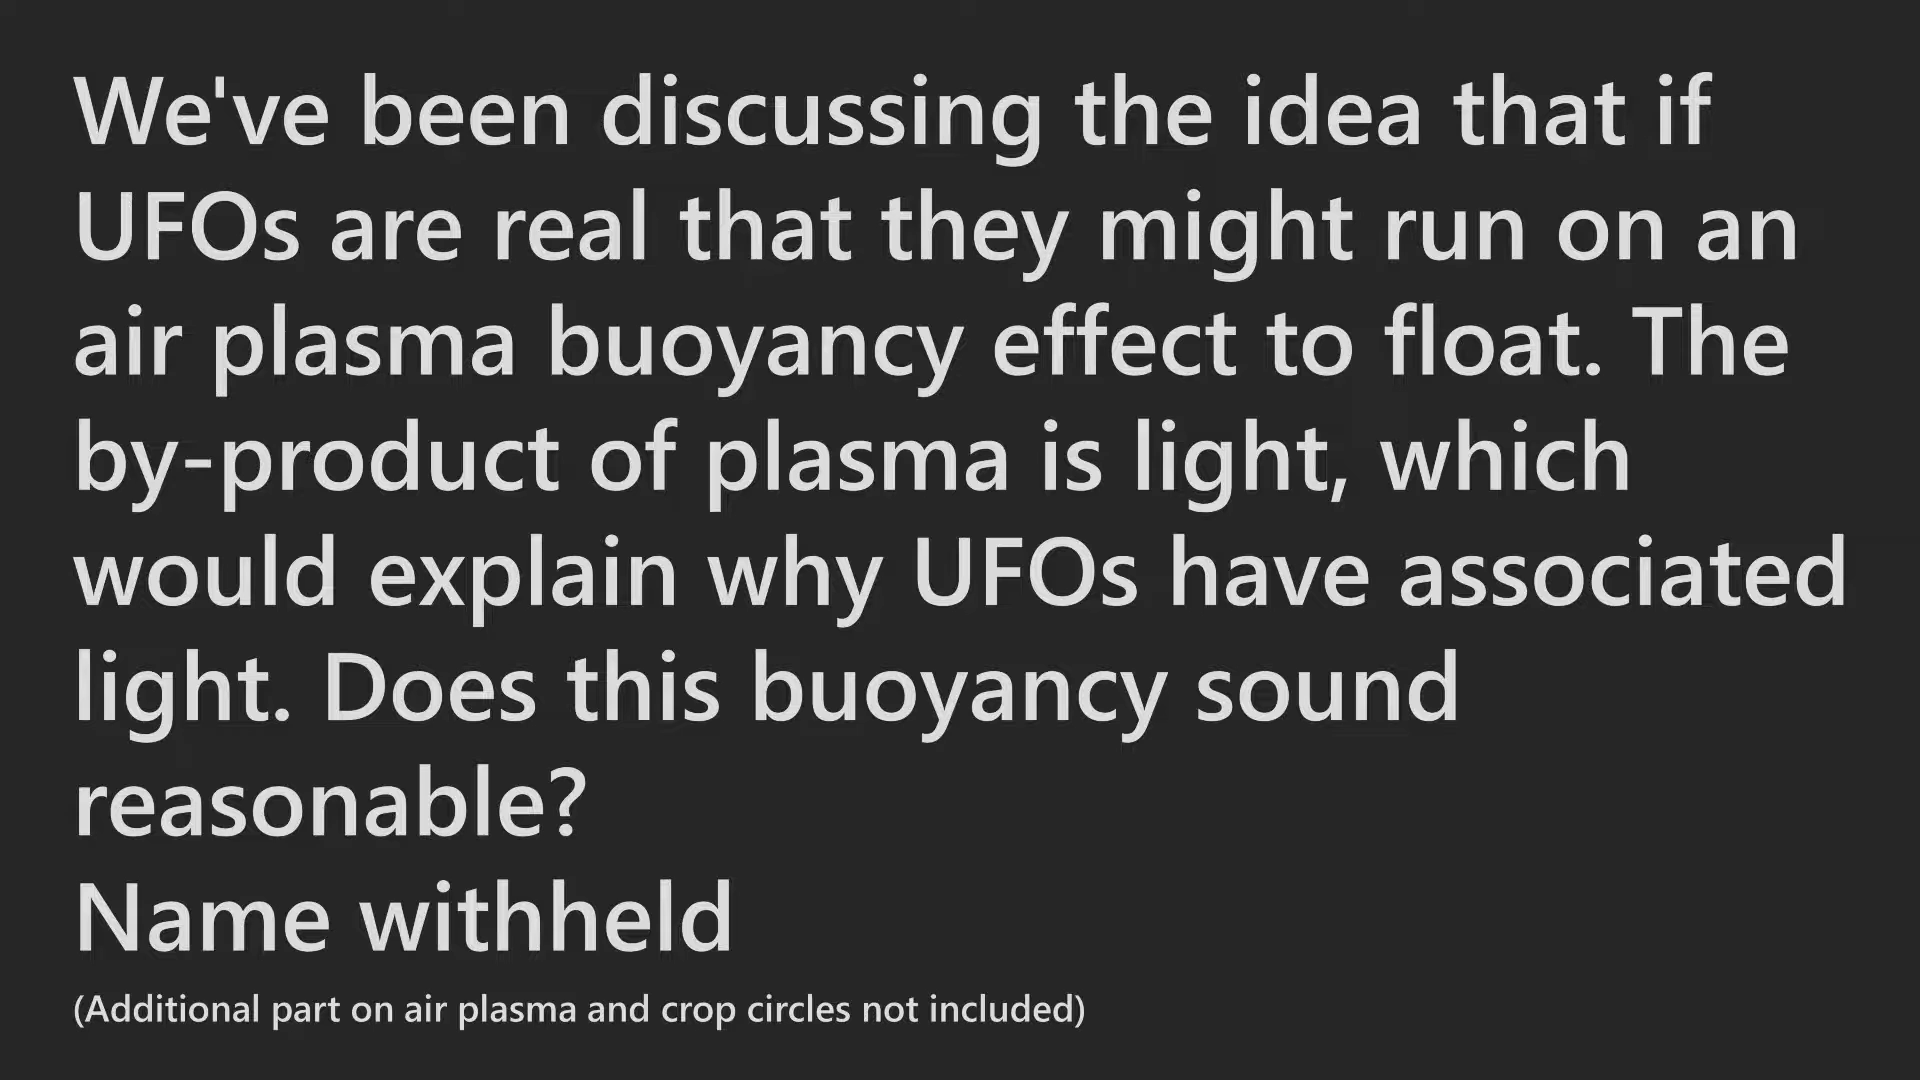 We've been discussing the idea that if
UFOs are real that they might run on an
air plasma buoyancy effect to float. The
by-product of plasma is light, which
would explain why UFOs have associated
light. Does this buoyancy sound
reasonable?
Name withheld
(Additional part on air plasma and crop circles not included)